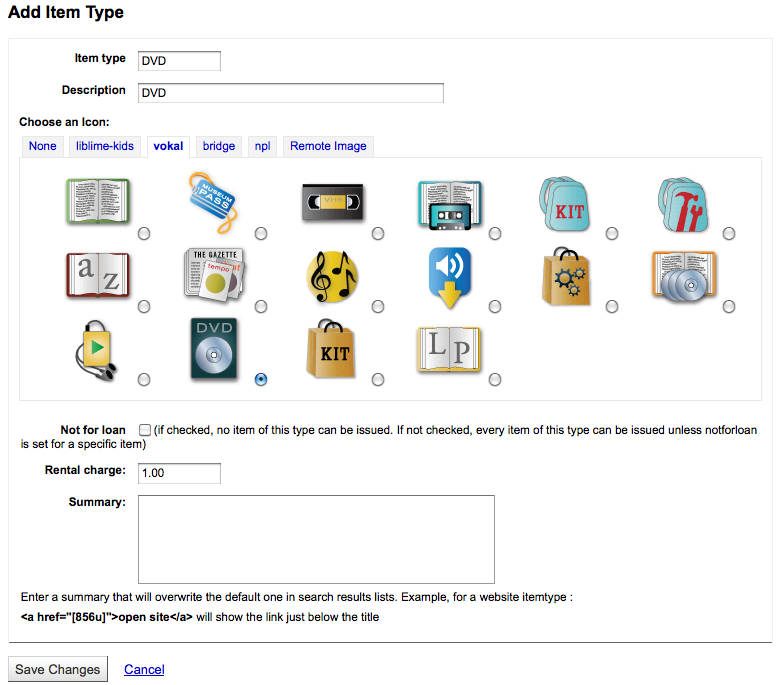 Add Item Type
Item type DVD
Description DVD
Choose an Icon:
None liblime-kids vokal bridge npl Remote Image
MUSEUM PASS VHS KIT
a z THE GAZETTE tempo
DVD KIT L P
Not for loan (if checked, no item of this type can be issued. If not checked, every item of this type can be issued unless notforloan
is set for a specific item)
Rental charge: 1.00
Summary:
Enter a summary that will overwrite the default one in search results lists. Example, for a website itemtype :
<a href="[856u]">open site</a> will show the link just below the title
Save Changes Cancel